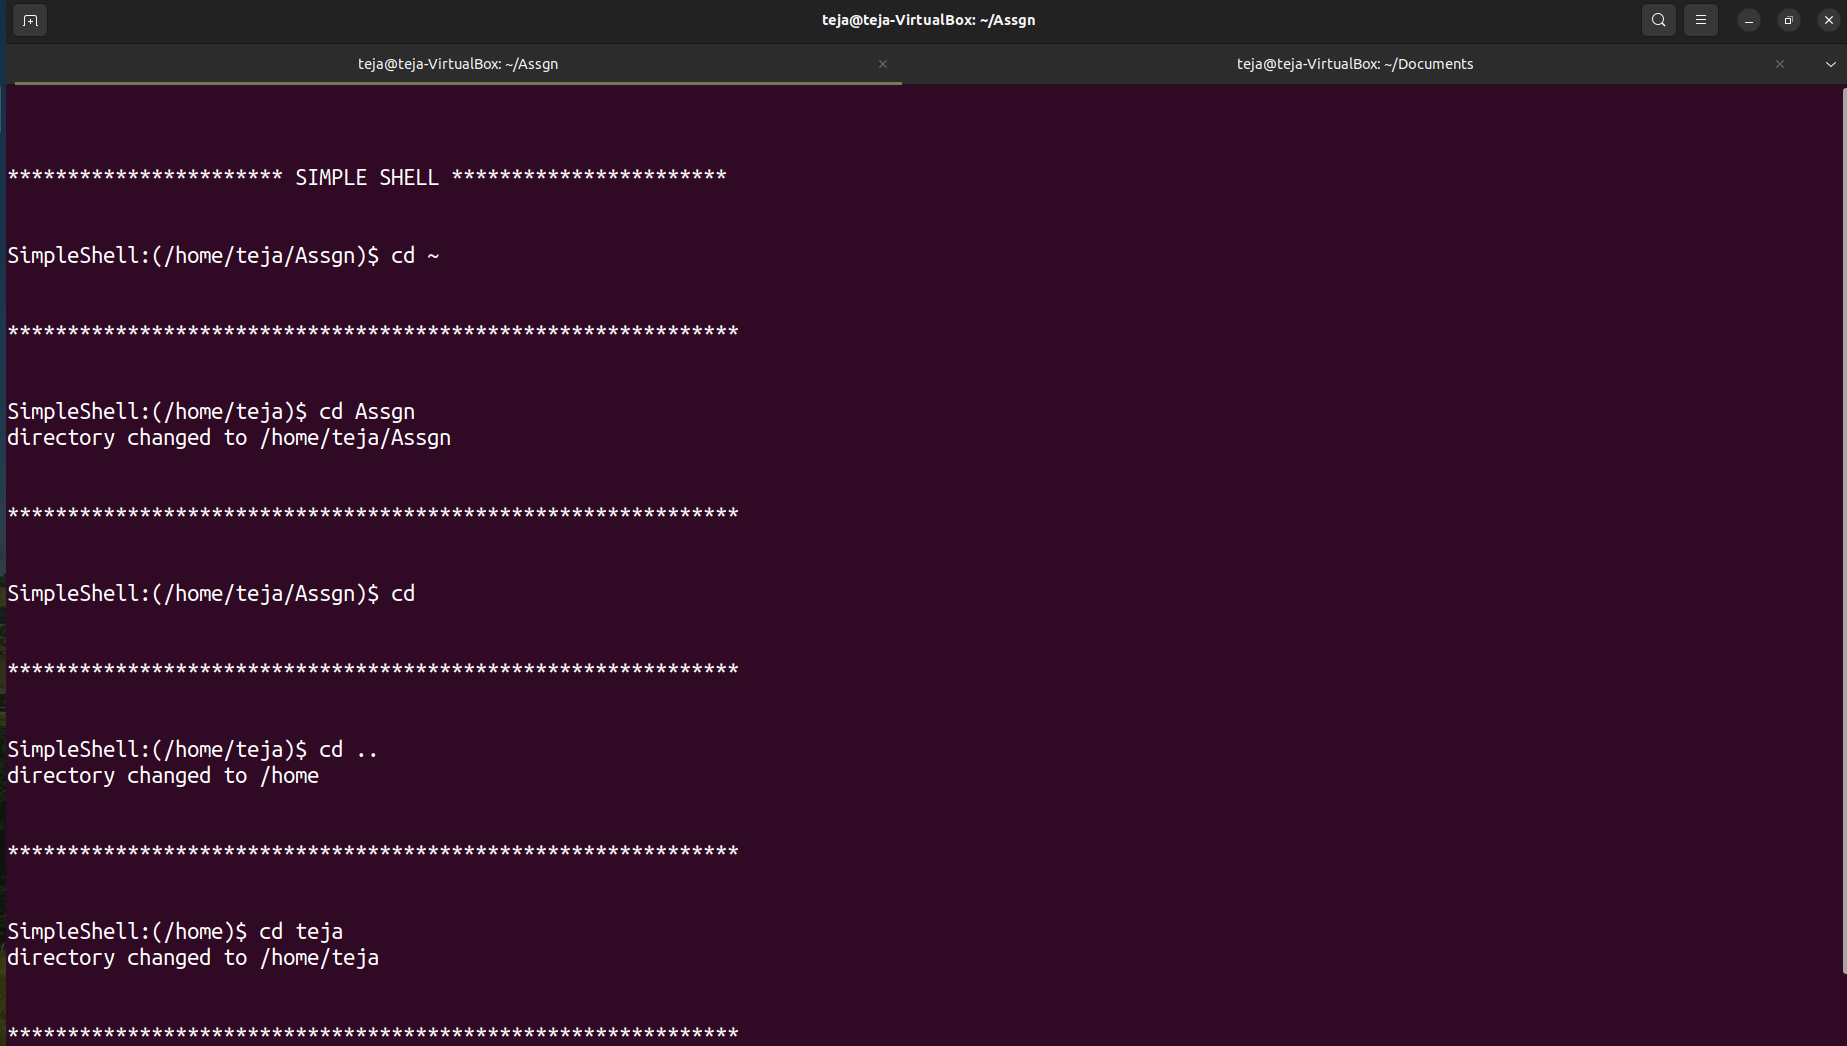 teja@teja-VirtualBox: ~/Assgn
teja@teja-VirtualBox: ~/Assgn
teja@teja-VirtualBox: ~/Documents
*********************** SIMPLE SHELL ***********************
SimpleShell:(/home/teja/Assgn)$ cd ~
*************************************************************
SimpleShell:(/home/teja)$ cd Assgn
directory changed to /home/teja/Assgn
*************************************************************
SimpleShell:(/home/teja/Assgn)$ cd
*************************************************************
SimpleShell:(/home/teja)$ cd ..
directory changed to /home
*************************************************************
SimpleShell:(/home)$ cd teja
directory changed to /home/teja
*************************************************************